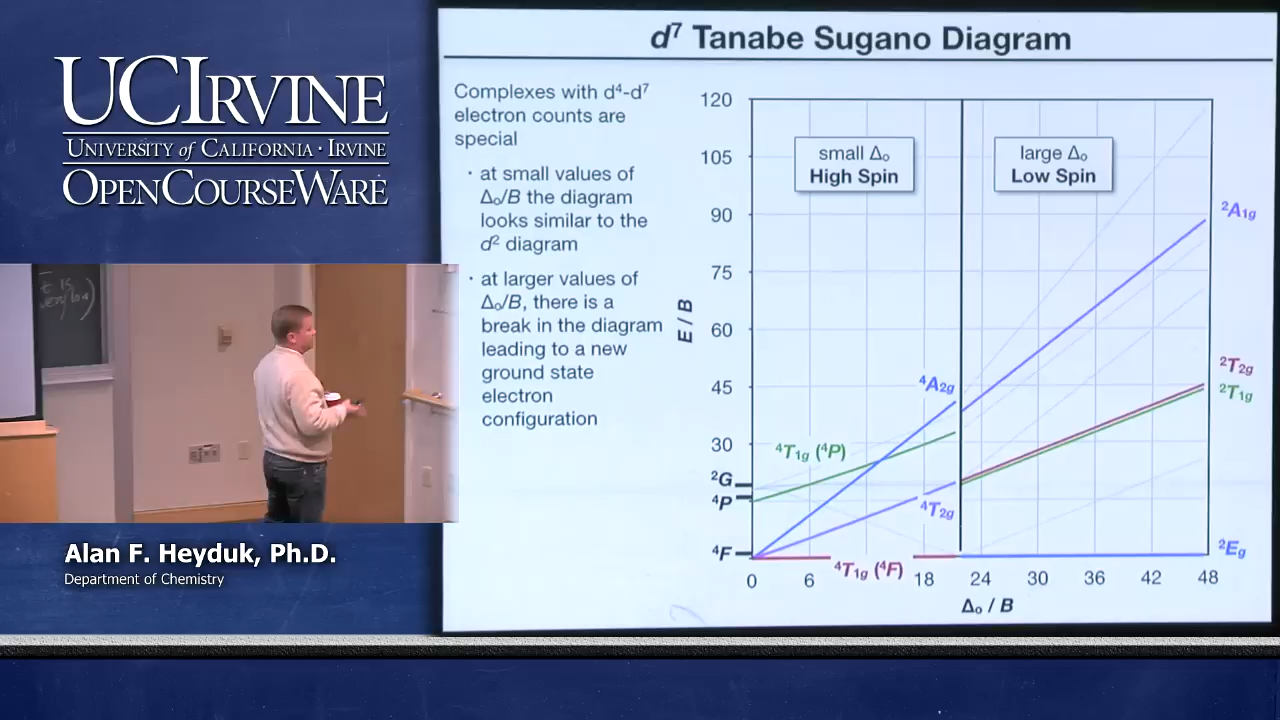 UCIRVINE
UNIVERSITY of CALIFORNIA · IRVINE
OPENCOURSEWARE
Alan F. Heyduk, Ph.D.
Department of Chemistry
d⁷ Tanabe Sugano Diagram
Complexes with d⁴-d⁷
electron counts are
special
· at small values of
Δₒ/B the diagram
looks similar to the
d² diagram
· at larger values of
Δₒ/B, there is a
break in the diagram
leading to a new
ground state
electron
configuration
E / B
120
105
90
75
60
45
30
²G
⁴P
⁴F
small Δₒ
High Spin
large Δₒ
Low Spin
⁴A₂g
⁴T₁g (⁴P)
⁴T₂g
⁴T₁g (⁴F)
²A₁g
²T₂g
²T₁g
²Eg
0 6 18 24 30 36 42 48
Δₒ / B